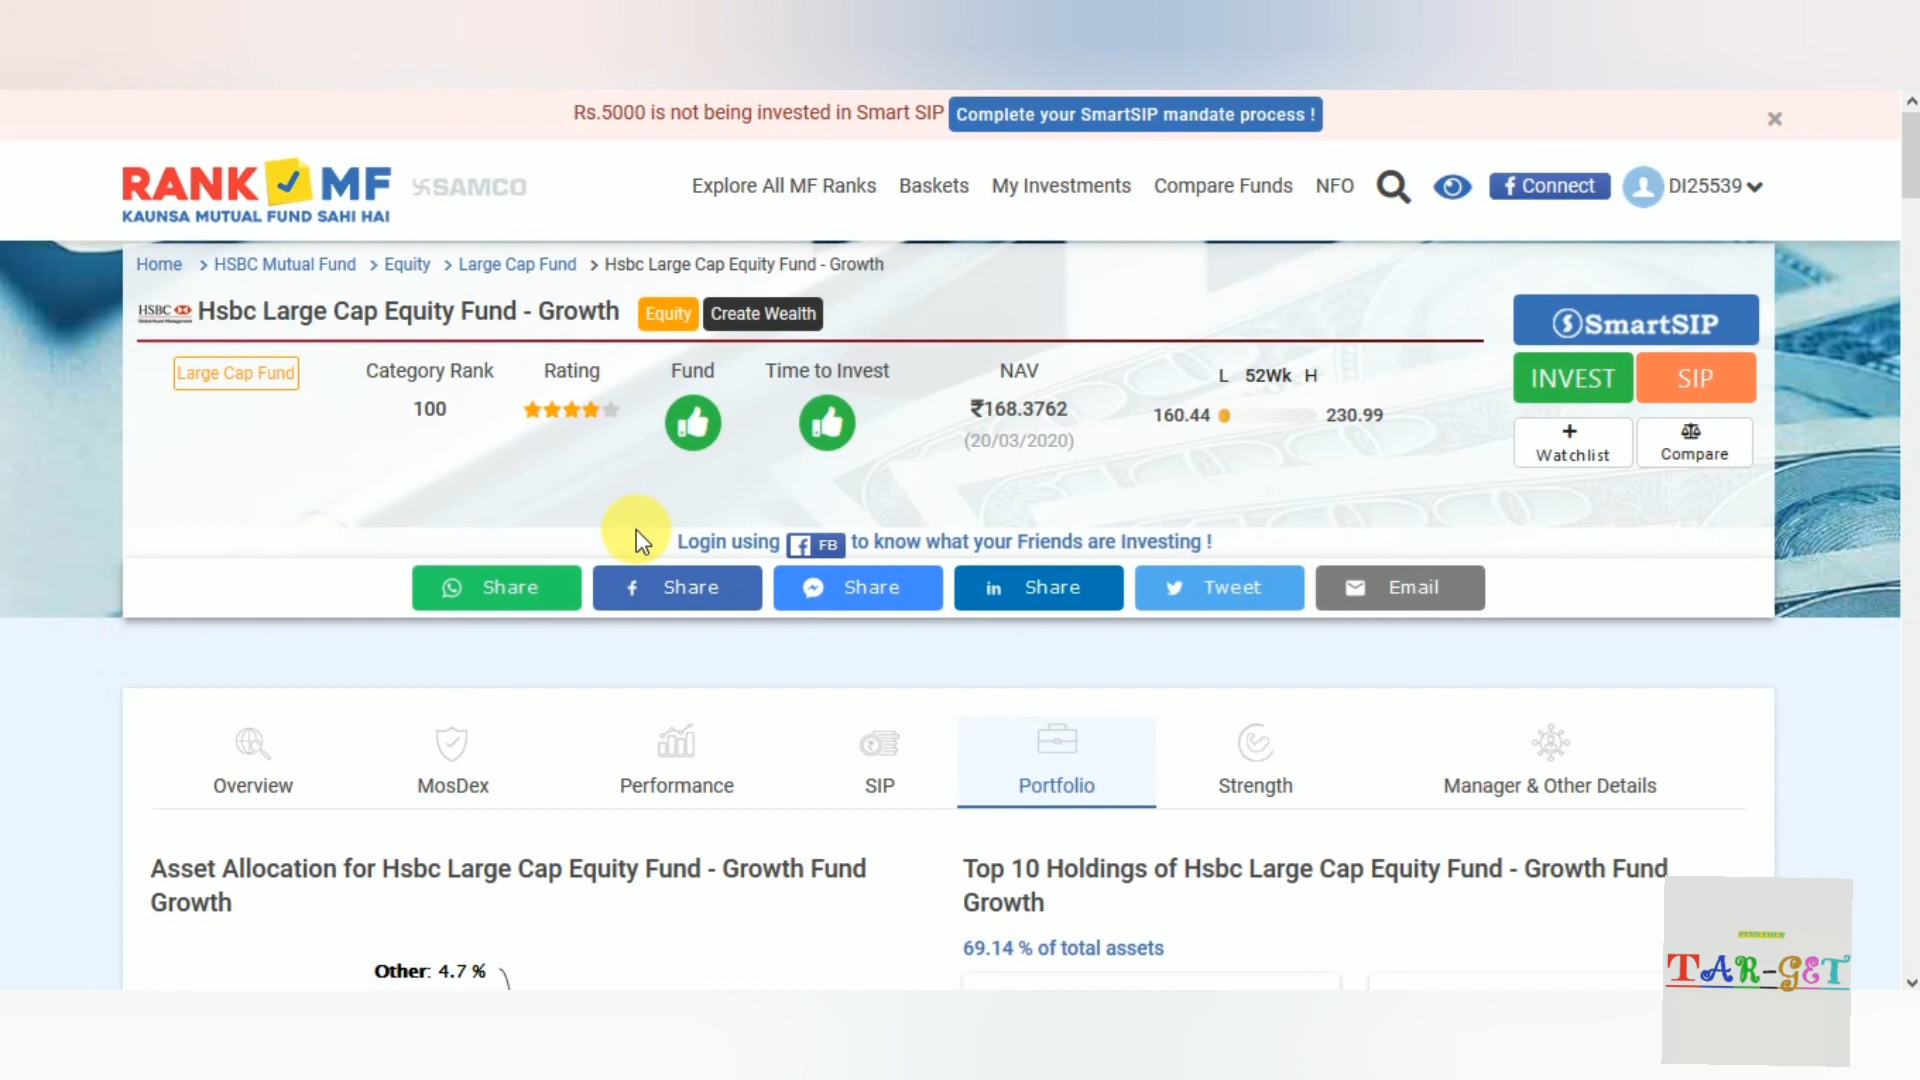 Rs.5000 is not being invested in Smart SIP Complete your SmartSIP mandate process ! ×
RANK MF SAMCO
KAUNSA MUTUAL FUND SAHI HAI
Explore All MF Ranks Baskets My Investments Compare Funds NFO f Connect DI25539
Home > HSBC Mutual Fund > Equity > Large Cap Fund > Hsbc Large Cap Equity Fund - Growth
HSBC Hsbc Large Cap Equity Fund - Growth Equity Create Wealth
SmartSIP
Large Cap Fund Category Rank Rating Fund Time to Invest NAV L 52Wk H
INVEST SIP
100 ₹168.3762 160.44 230.99
(20/03/2020)
+ Watchlist Compare
Login using f FB to know what your Friends are Investing !
Share f Share Share in Share Tweet Email
Overview MosDex Performance SIP Portfolio Strength Manager & Other Details
Asset Allocation for Hsbc Large Cap Equity Fund - Growth Fund
Growth
Top 10 Holdings of Hsbc Large Cap Equity Fund - Growth Fund
Growth
69.14 % of total assets
Other: 4.7 %
FIND YOUR
TAR-GET